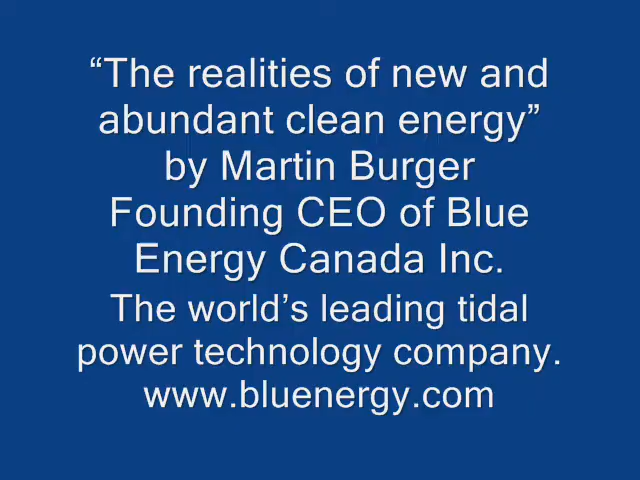 “The realities of new and
abundant clean energy”
by Martin Burger
Founding CEO of Blue
Energy Canada Inc.
The world’s leading tidal
power technology company.
www.bluenergy.com